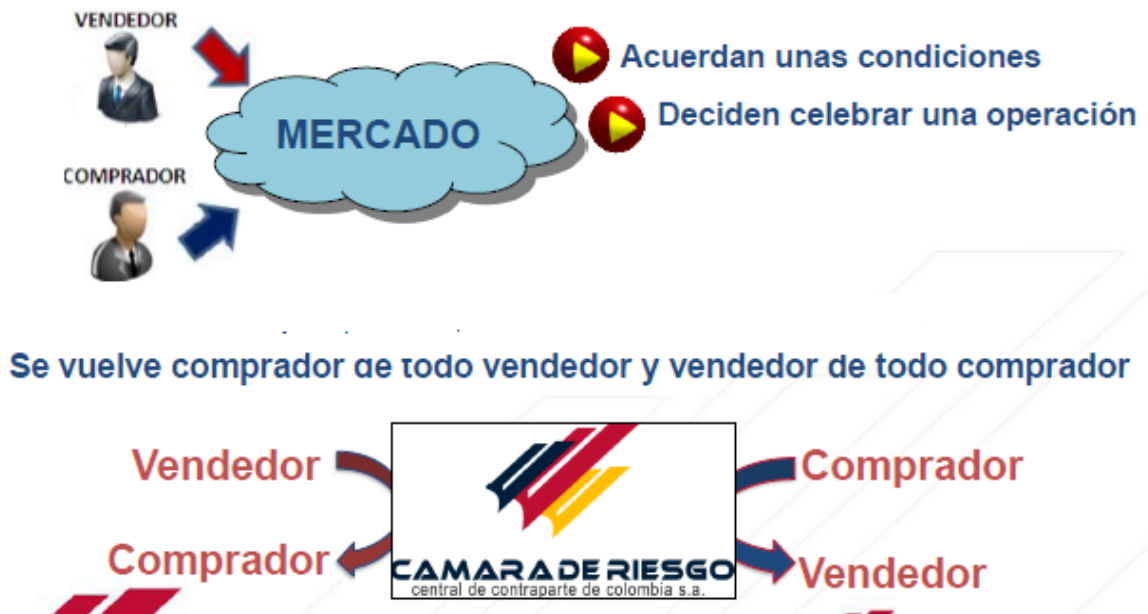 VENDEDOR
Acuerdan unas condiciones
Deciden celebrar una operación
MERCADO
COMPRADOR
Se vuelve comprador de todo vendedor y vendedor de todo comprador
Vendedor
Comprador
Comprador
Vendedor
CAMARA DE RIESGO
central de contraparte de colombia s.a.